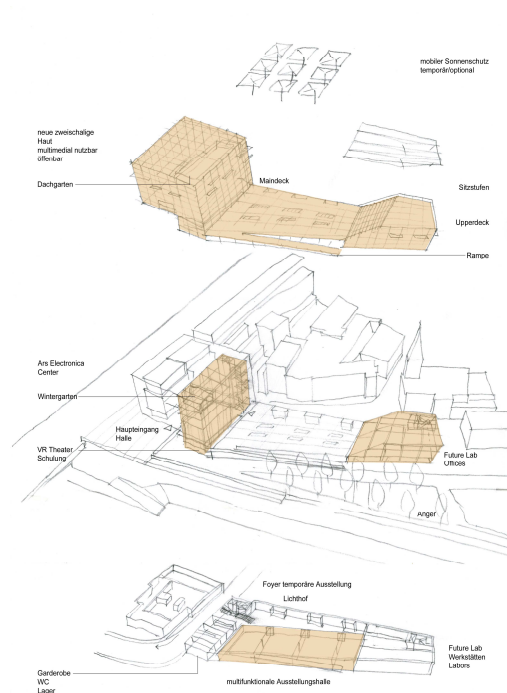 mobiler Sonnenschutz
temporär/optional
neue zweischalige
Haut
multimedial nutzbar
öffenbar
Dachgarten
Maindeck
Sitzstufen
Upperdeck
Rampe
Ars Electronica
Center
Wintergarten
Haupteingang
Halle
VR Theater
Schulung
Future Lab
Offices
Anger
Foyer temporäre Ausstellung
Lichthof
Future Lab
Werkstätten
Labors
Garderobe
WC
Lager
multifunktionale Ausstellungshalle